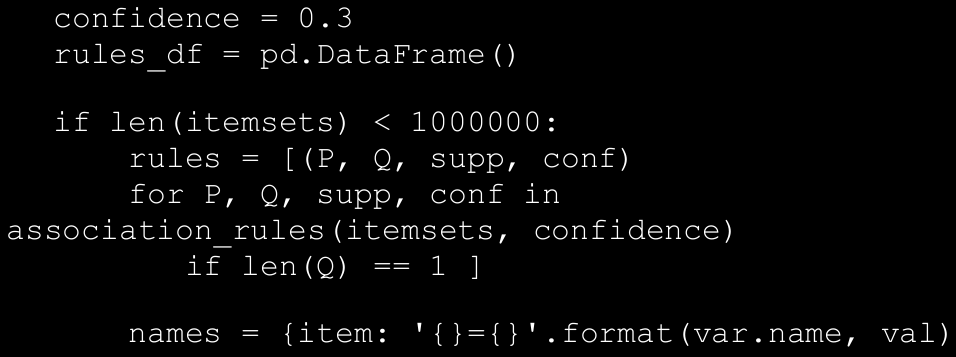 confidence = 0.3
rules_df = pd.DataFrame()
if len(itemsets) < 1000000:
rules = [(P, Q, supp, conf)
for P, Q, supp, conf in
association_rules(itemsets, confidence)
if len(Q) == 1 ]
names = {item: '{}={}'.format(var.name, val)